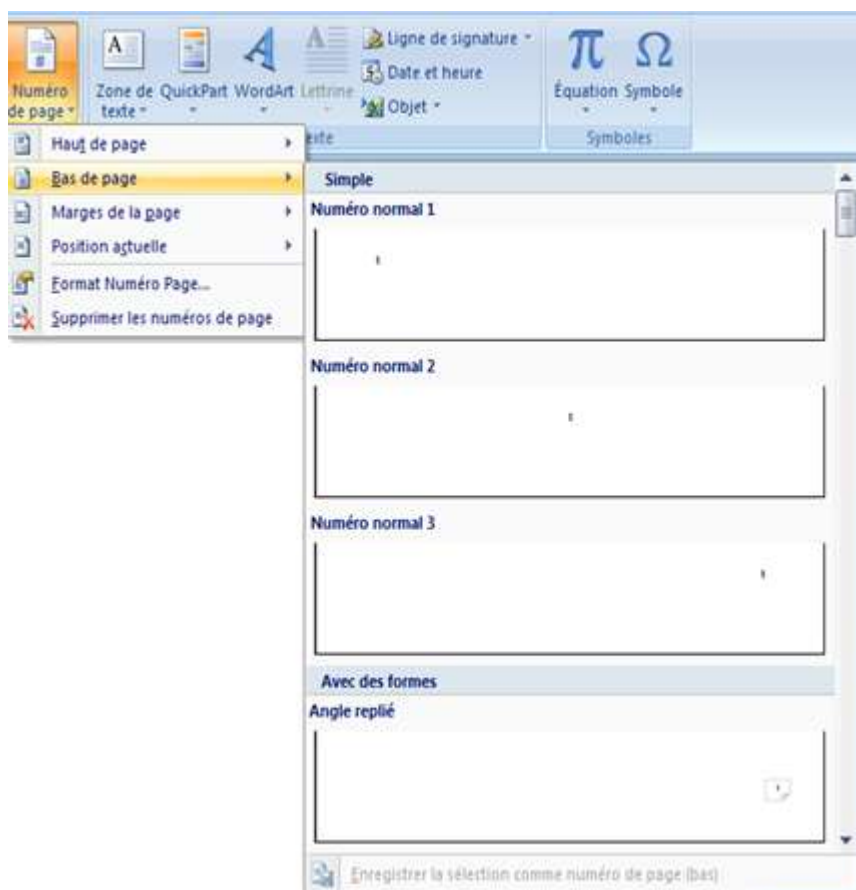 Numéro
de page
A
Zone de
texte
QuickPart
A
WordArt
A
Lettrine
Ligne de signature
5
Date et heure
Objet
π
Équation
Ω
Symbole
Symboles
Haut de page
Bas de page
Marges de la page
Position actuelle
Format Numéro Page...
Supprimer les numéros de page
Simple
Numéro normal 1
Numéro normal 2
Numéro normal 3
Avec des formes
Angle replié
Enregistrer la sélection comme numéro de page (bas)